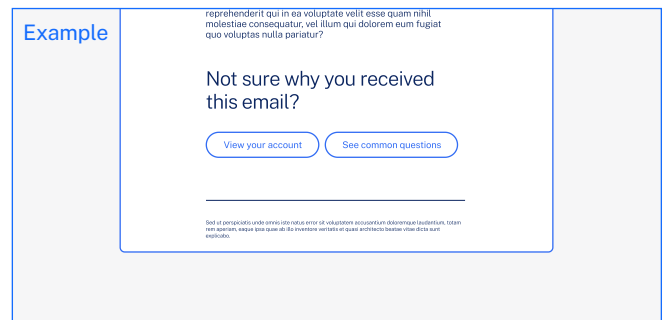 Example
reprehenderit qui in ea voluptate velit esse quam nihil
molestiae consequatur, vel illum qui dolorem eum fugiat
quo voluptas nulla pariatur?
Not sure why you received
this email?
View your account
See common questions
Sed ut perspiciatis unde omnis iste natus error sit voluptatem accusantium doloremque laudantium, totam
rem aperiam, eaque ipsa quae ab illo inventore veritatis et quasi architecto beatae vitae dicta sunt
explicabo.